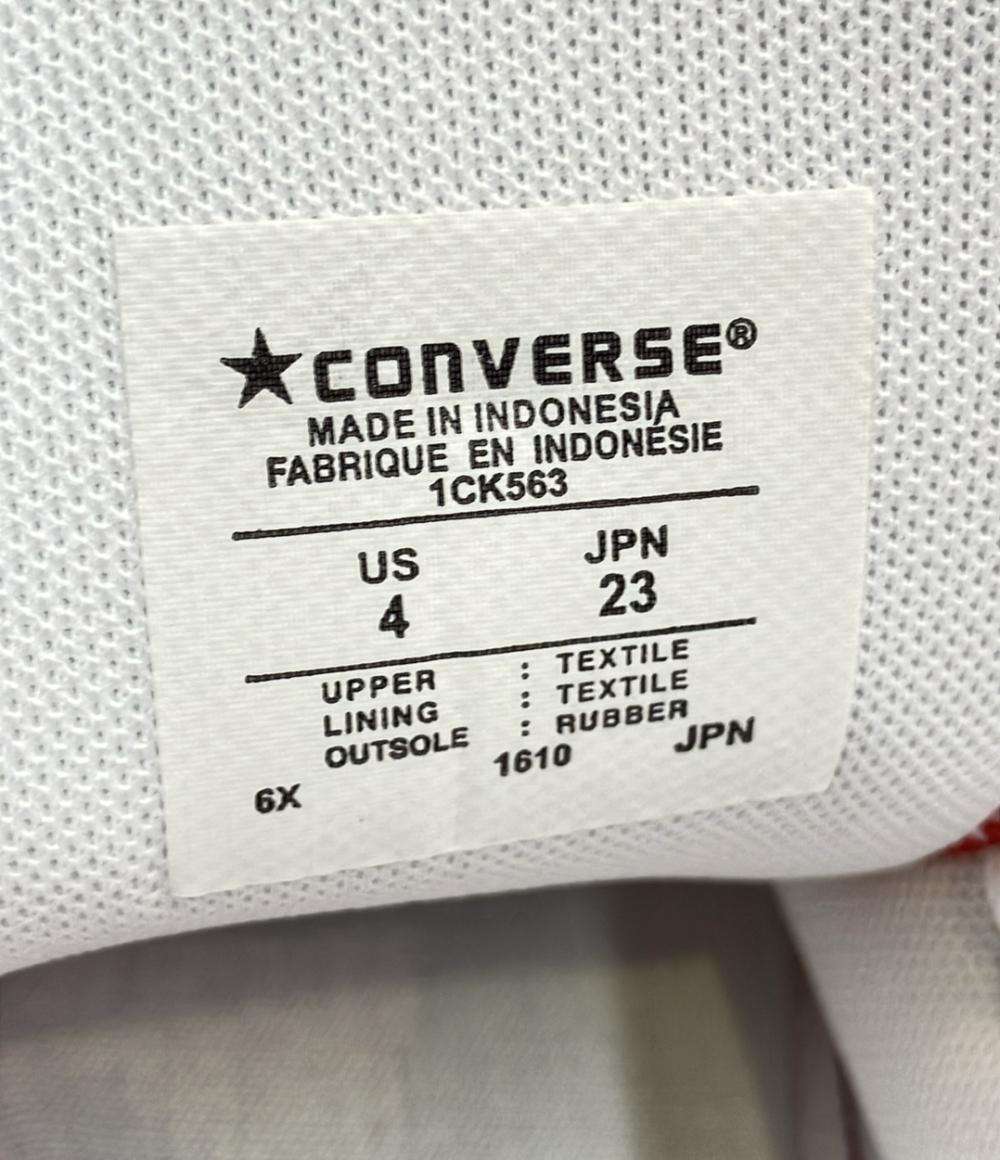 ★CONVERSE®
MADE IN INDONESIA
FABRIQUE EN INDONÉSIE
1CK563
US JPN
4 23
UPPER : TEXTILE
LINING : TEXTILE
OUTSOLE : RUBBER
6X 1610 JPN